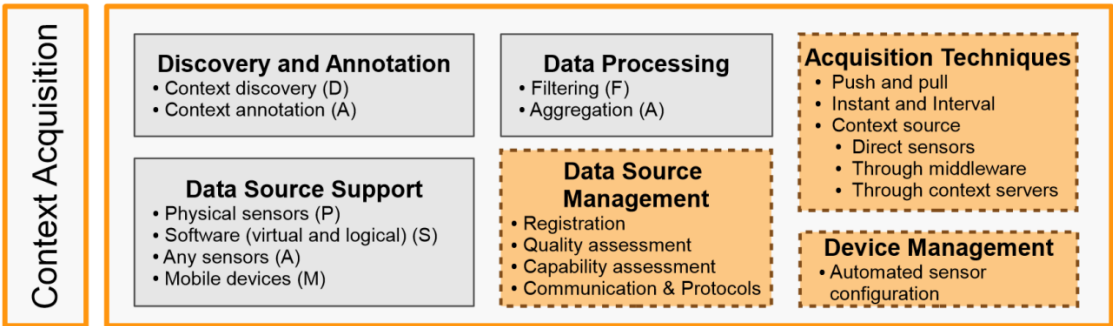 Context Acquisition
Discovery and Annotation
• Context discovery (D)
• Context annotation (A)
Data Source Support
• Physical sensors (P)
• Software (virtual and logical) (S)
• Any sensors (A)
• Mobile devices (M)
Data Processing
• Filtering (F)
• Aggregation (A)
Data Source
Management
• Registration
• Quality assessment
• Capability assessment
• Communication & Protocols
Acquisition Techniques
• Push and pull
• Instant and Interval
• Context source
• Direct sensors
• Through middleware
• Through context servers
Device Management
• Automated sensor
configuration